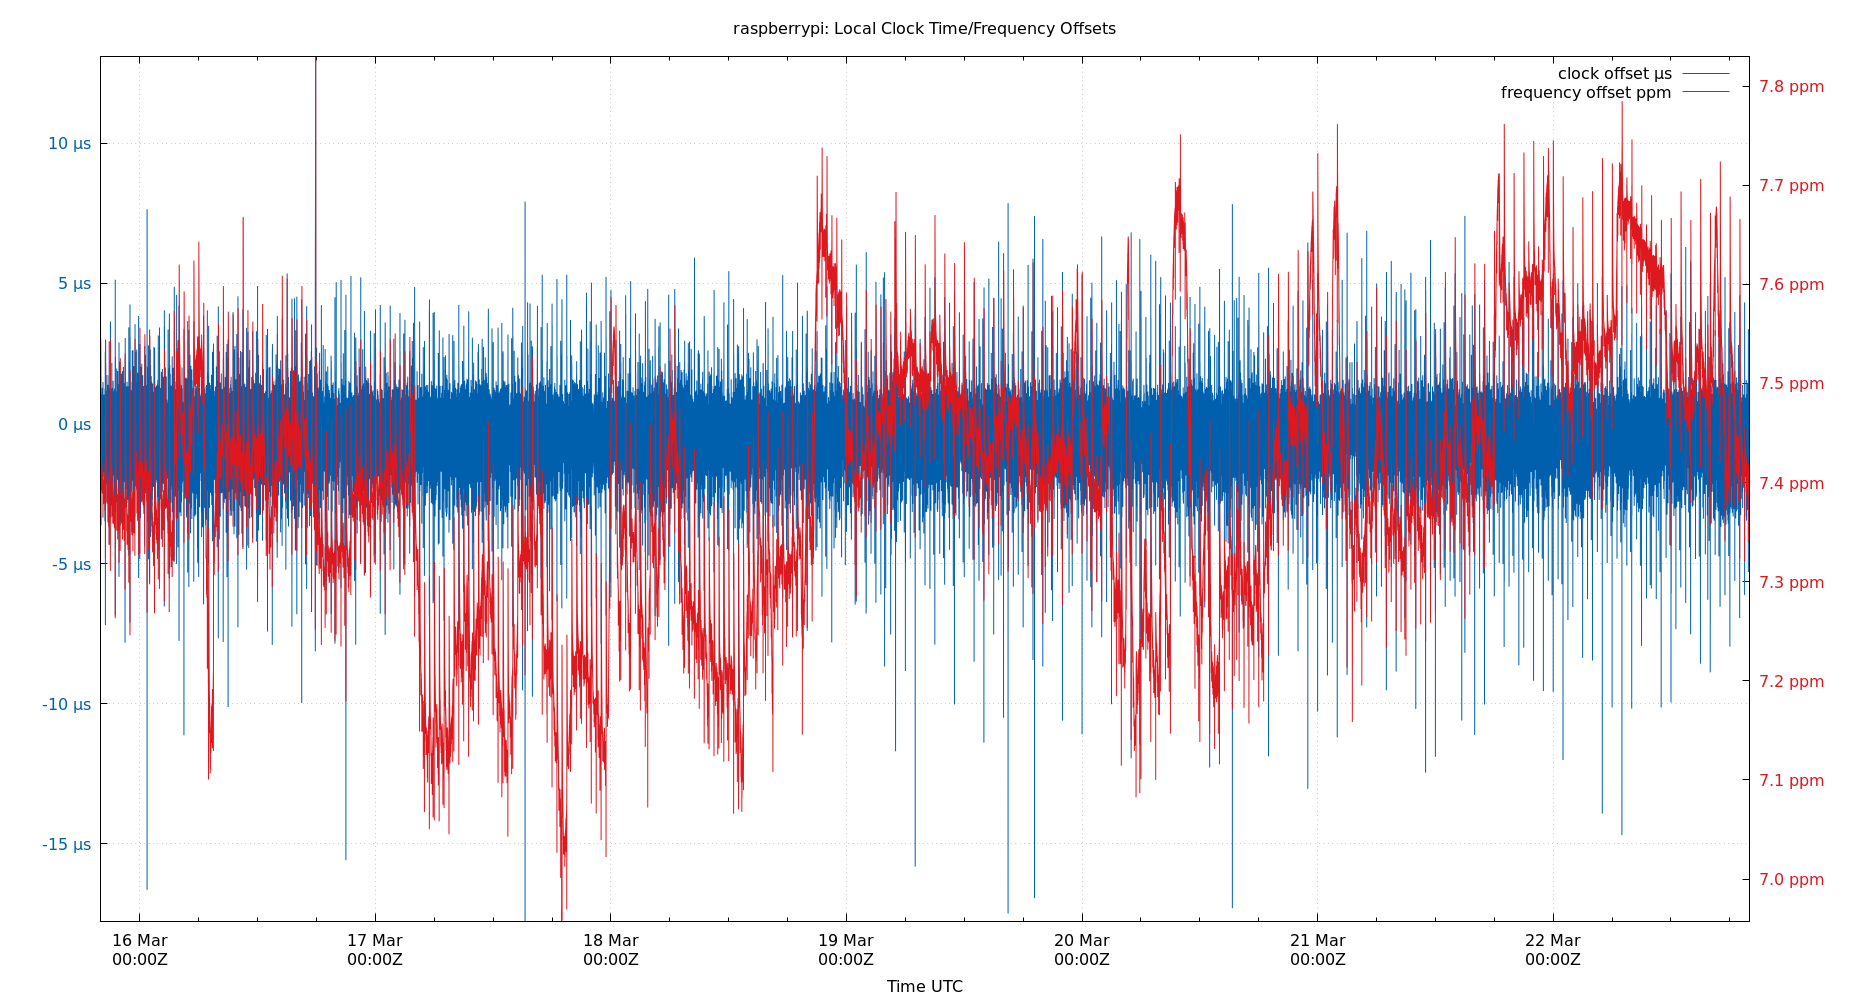 raspberrypi: Local Clock Time/Frequency Offsets
clock offset µs
frequency offset ppm
10 µs
5 µs
0 µs
-5 µs
-10 µs
-15 µs
7.8 ppm
7.7 ppm
7.6 ppm
7.5 ppm
7.4 ppm
7.3 ppm
7.2 ppm
7.1 ppm
7.0 ppm
16 Mar
00:00Z
17 Mar
00:00Z
18 Mar
00:00Z
19 Mar
00:00Z
20 Mar
00:00Z
21 Mar
00:00Z
22 Mar
00:00Z
Time UTC